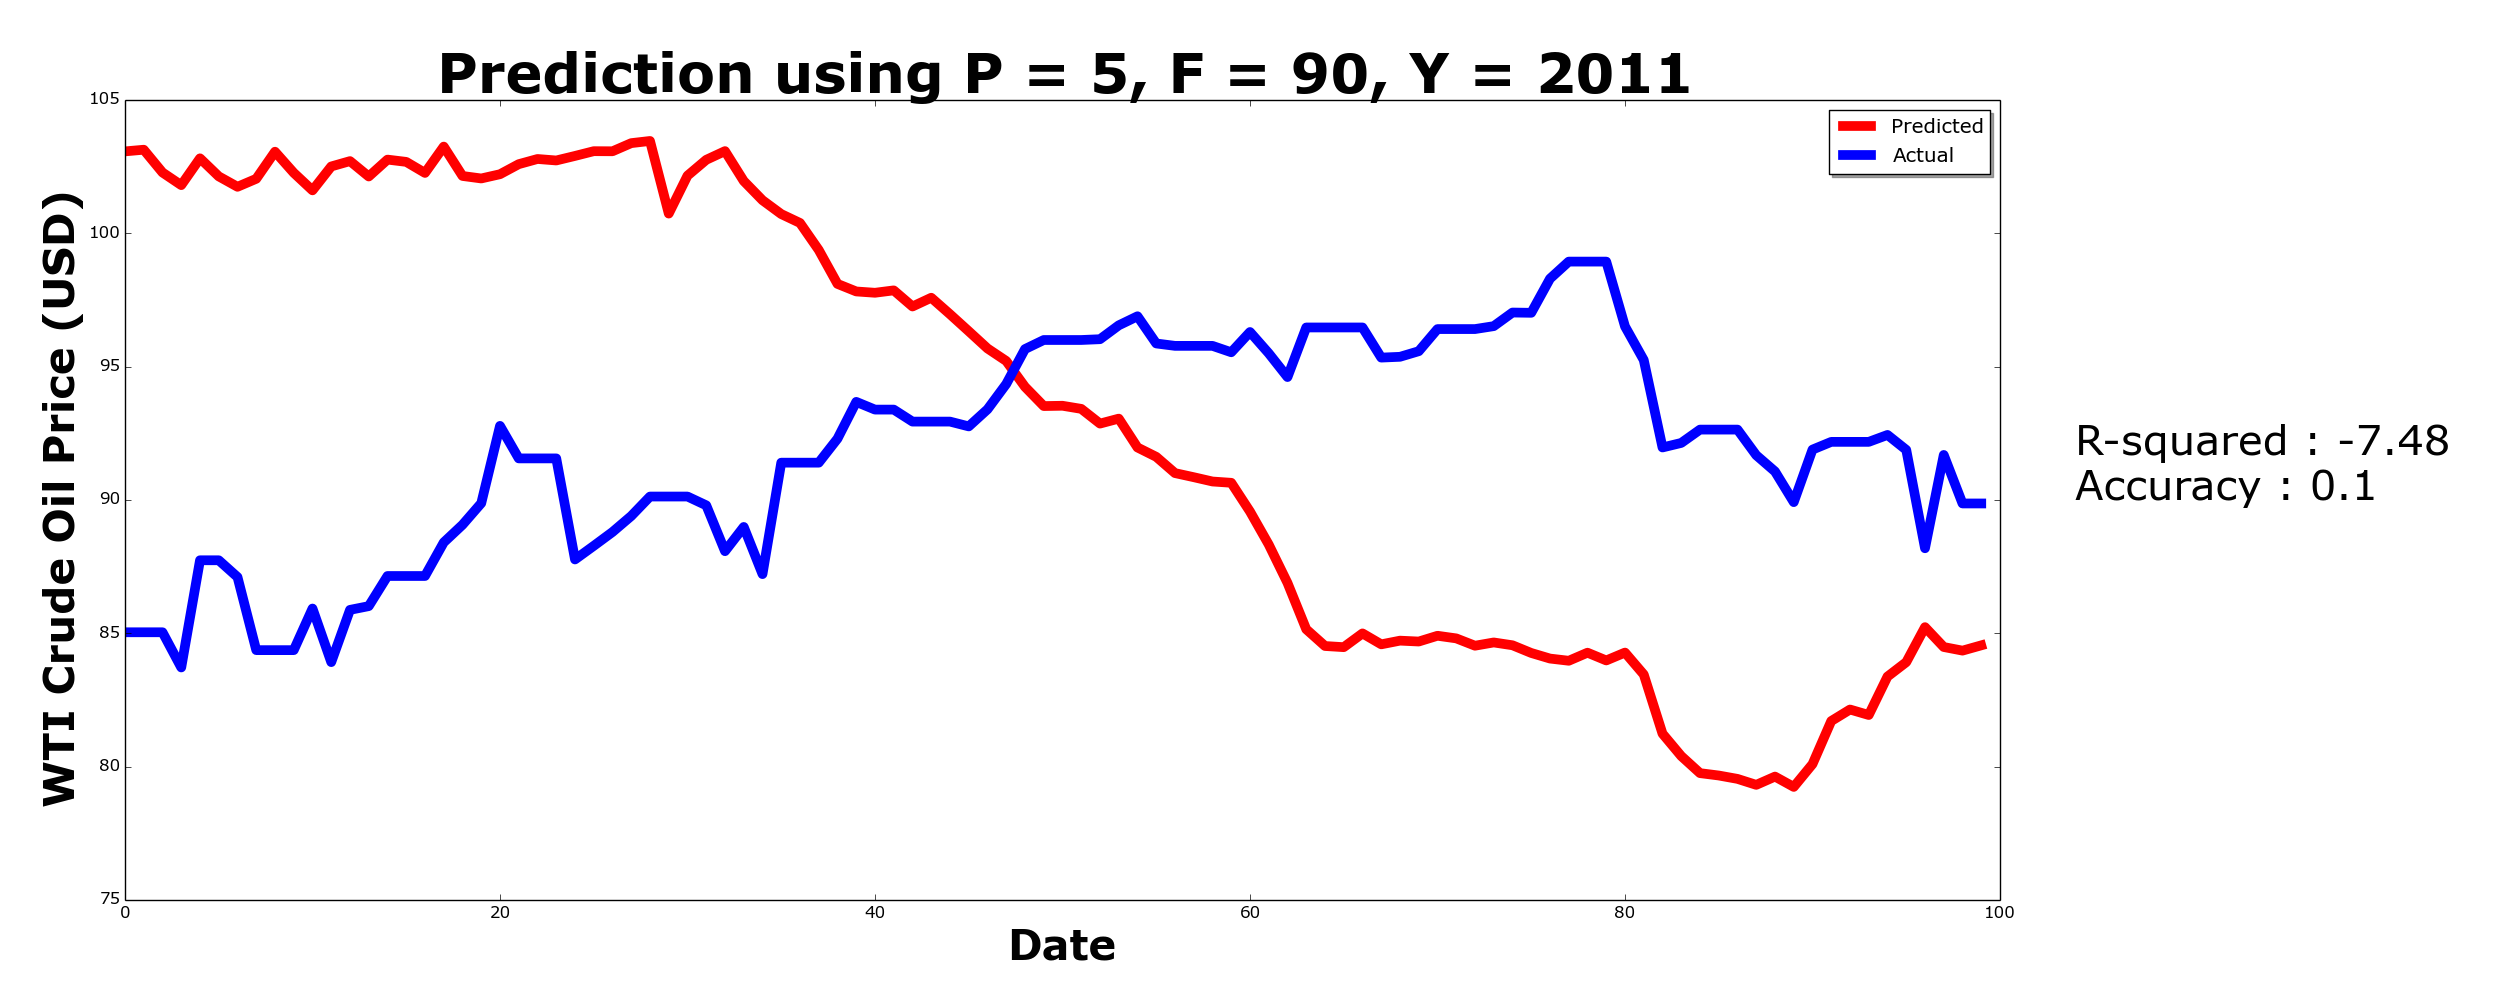 Prediction using P = 5, F = 90, Y = 2011
105
100
95
90
85
80
75
WTI Crude Oil Price (USD)
Predicted
Actual
R-squared : -7.48
Accuracy : 0.1
0 20 40 60 80 100
Date